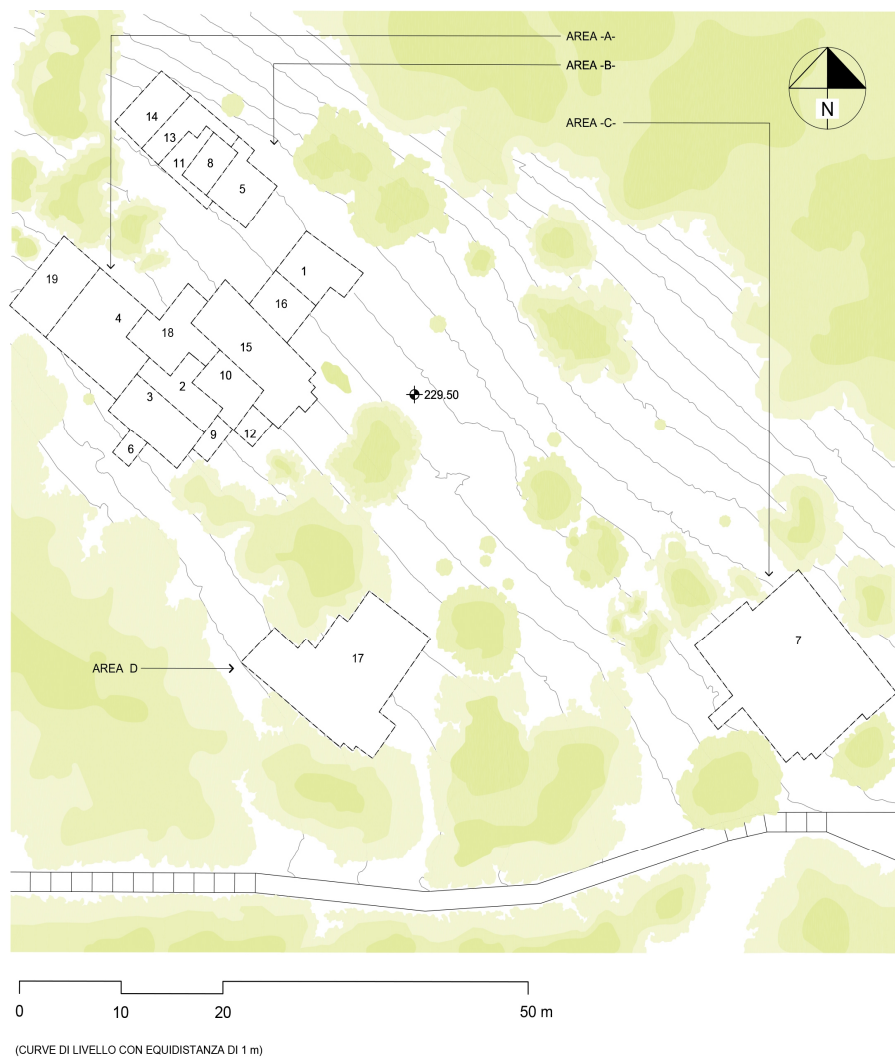 AREA -A-
AREA -B-
AREA -C-
N
14
13
11
8
5
1
19
16
4
18
15
2
10
3
9
12
6
229.50
7
17
AREA D
0 10 20 50 m
(CURVE DI LIVELLO CON EQUIDISTANZA DI 1 m)